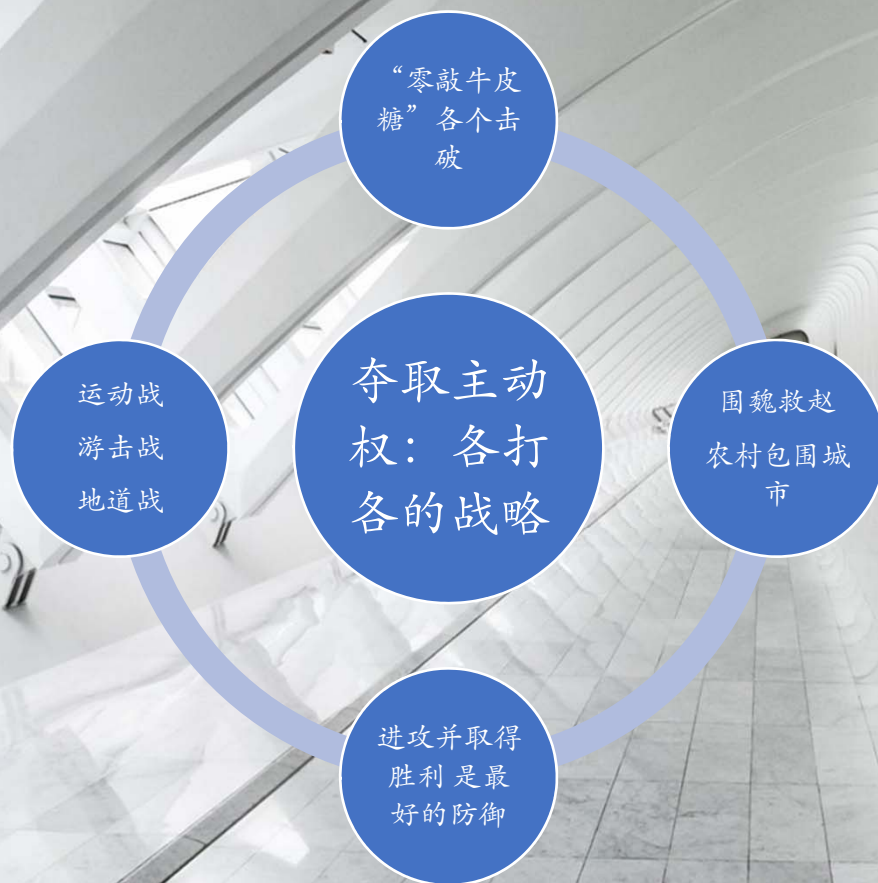 “零敲牛皮
糖”各个击
破
夺取主动
权：各打
各的战略
运动战
游击战
地道战
围魏救赵
农村包围城
市
进攻并取得
胜利 是最
好的防御